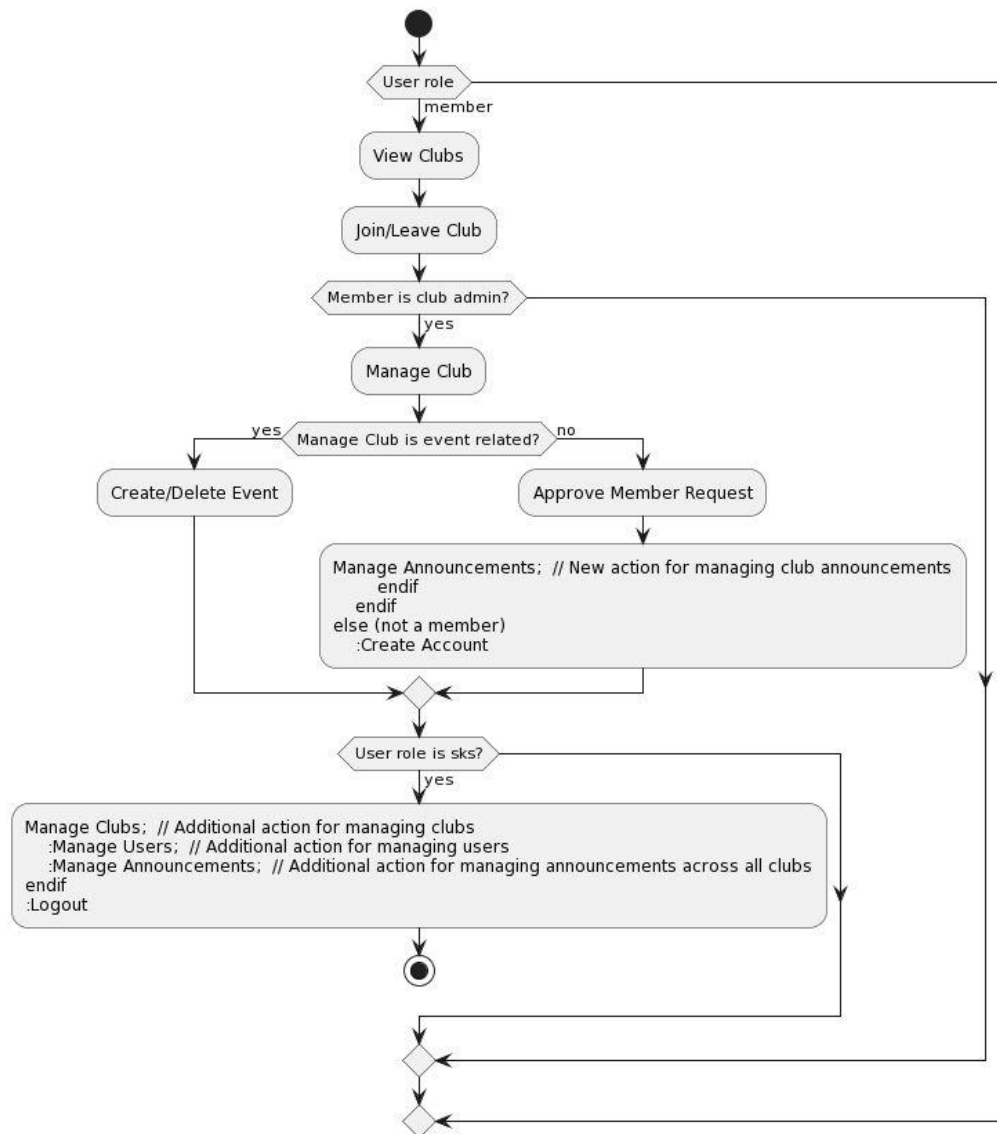 User role
member
View Clubs
Join/Leave Club
Member is club admin?
yes
Manage Club
yes
Manage Club is event related?
no
Create/Delete Event
Approve Member Request
Manage Announcements;  // New action for managing club announcements
endif
endif
else (not a member)
:Create Account
User role is sks?
yes
Manage Clubs;  // Additional action for managing clubs
:Manage Users;  // Additional action for managing users
:Manage Announcements;  // Additional action for managing announcements across all clubs
endif
:Logout